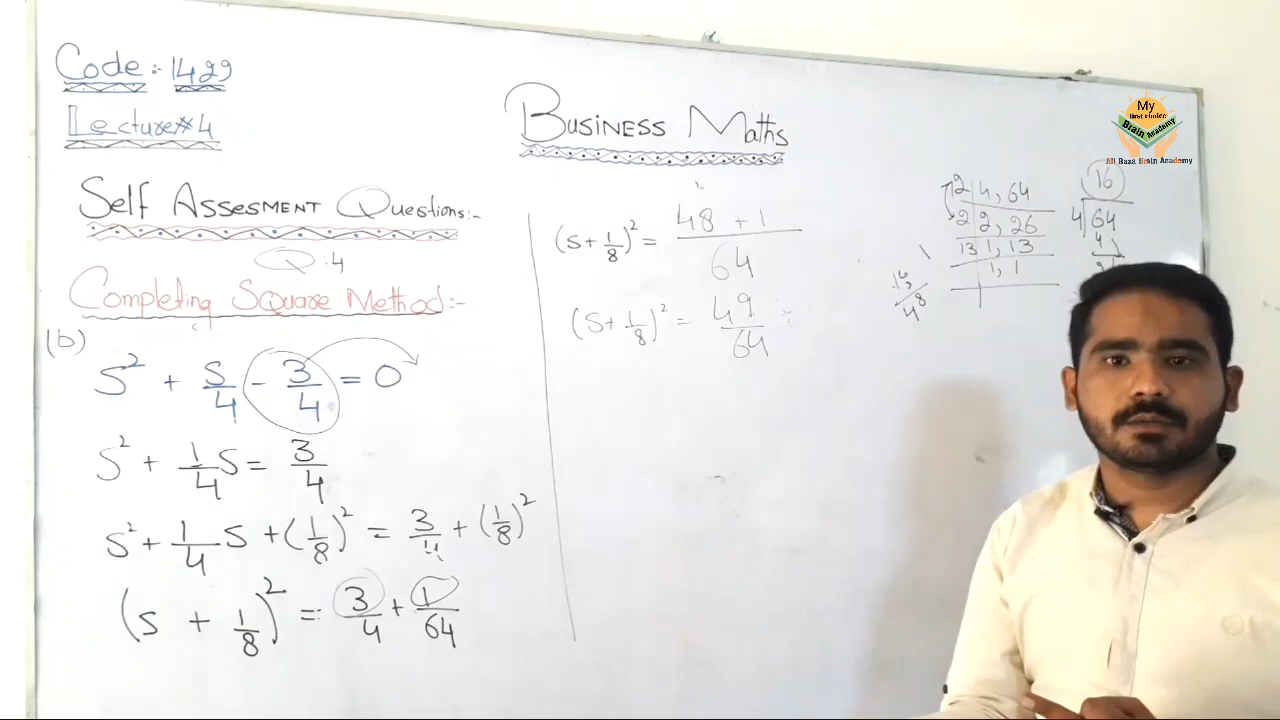 Code:- 1429
Lecture#4
Business Maths
My
first choice
Brain Academy
Ali Raza Brain Academy
Self Assesment Questions:-
Q:4
Completing Square Method:-
(b)
S² + S/4 - 3/4 = 0
S² + 1/4 S = 3/4
S² + 1/4 S + (1/8)² = 3/4 + (1/8)²
(S + 1/8)² = 3/4 + 1/64
(S + 1/8)² = 48 + 1 / 64
(S + 1/8)² = 49/64
2 | 4, 64
2 | 2, 26
13 | 1, 13
1, 1
16
4 | 64
4
48